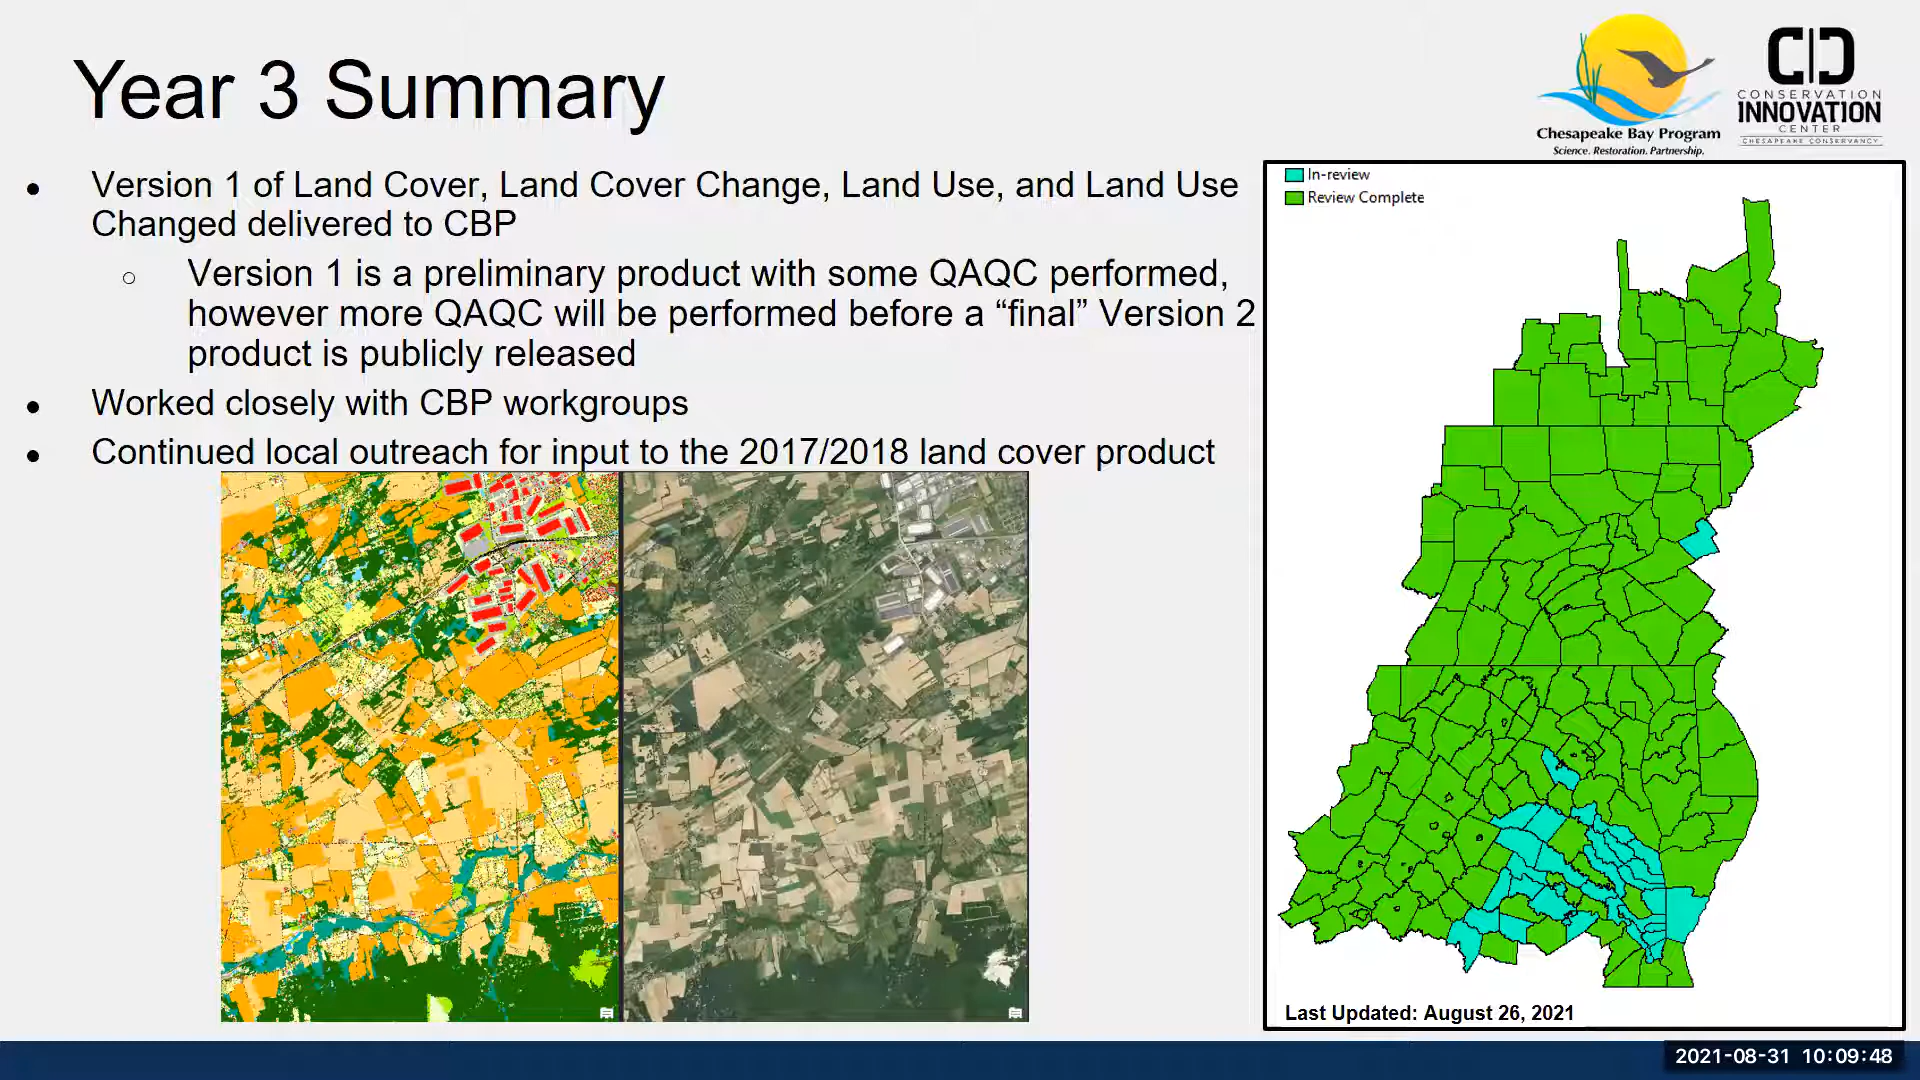 Year 3 Summary
Chesapeake Bay Program
Science. Restoration. Partnership.
CONSERVATION
INNOVATION
CENTER
CHESAPEAKE CONSERVANCY
● Version 1 of Land Cover, Land Cover Change, Land Use, and Land Use
Changed delivered to CBP
○ Version 1 is a preliminary product with some QAQC performed,
however more QAQC will be performed before a “final” Version 2
product is publicly released
● Worked closely with CBP workgroups
● Continued local outreach for input to the 2017/2018 land cover product
In-review
Review Complete
Last Updated: August 26, 2021
2021-08-31 10:09:48